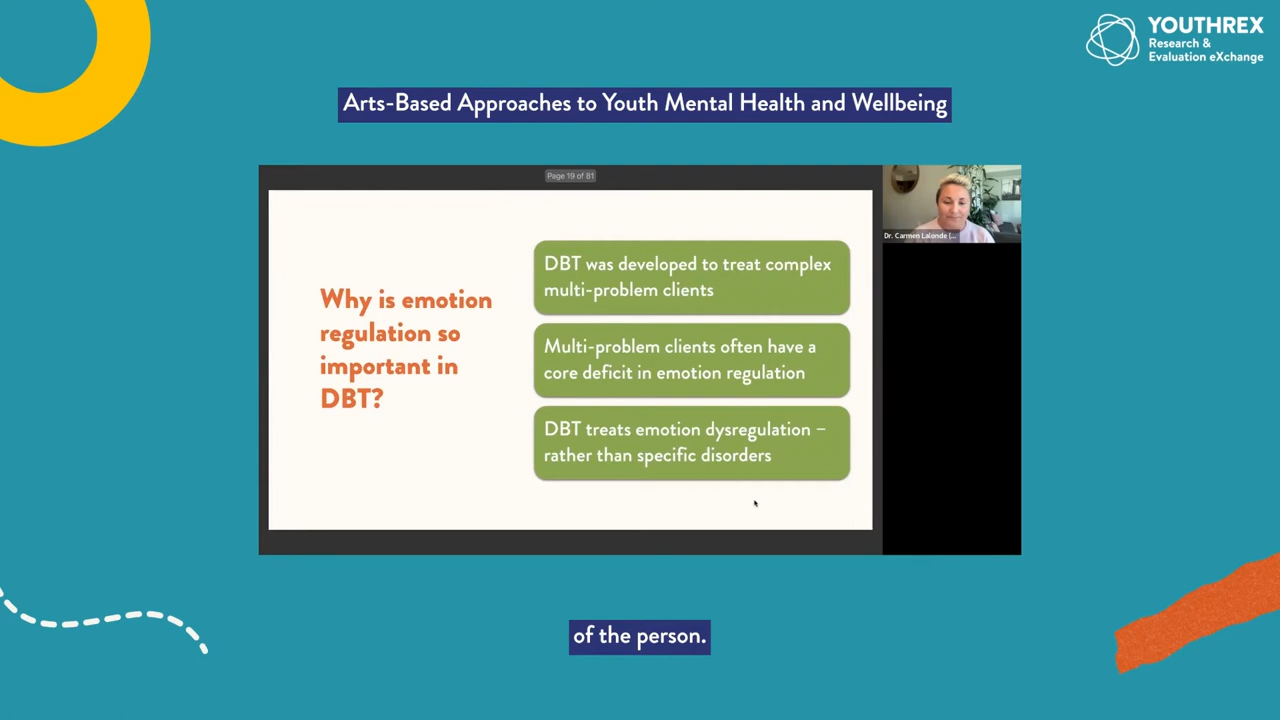 YOUTHREX
Research &
Evaluation eXchange
Arts-Based Approaches to Youth Mental Health and Wellbeing
Page 19 of 81
Why is emotion
regulation so
important in
DBT?
DBT was developed to treat complex
multi-problem clients
Multi-problem clients often have a
core deficit in emotion regulation
DBT treats emotion dysregulation –
rather than specific disorders
Dr. Carmen Lalonde (...
of the person.